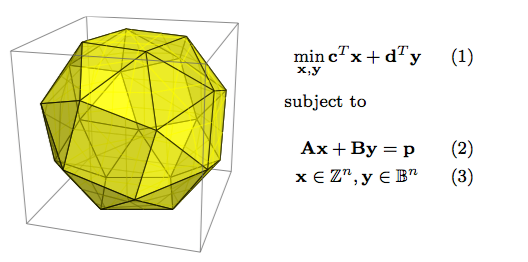 min x,y c^T x + d^T y (1)
subject to
Ax + By = p (2)
x ∈ ℤ^n, y ∈ 𝔹^n (3)